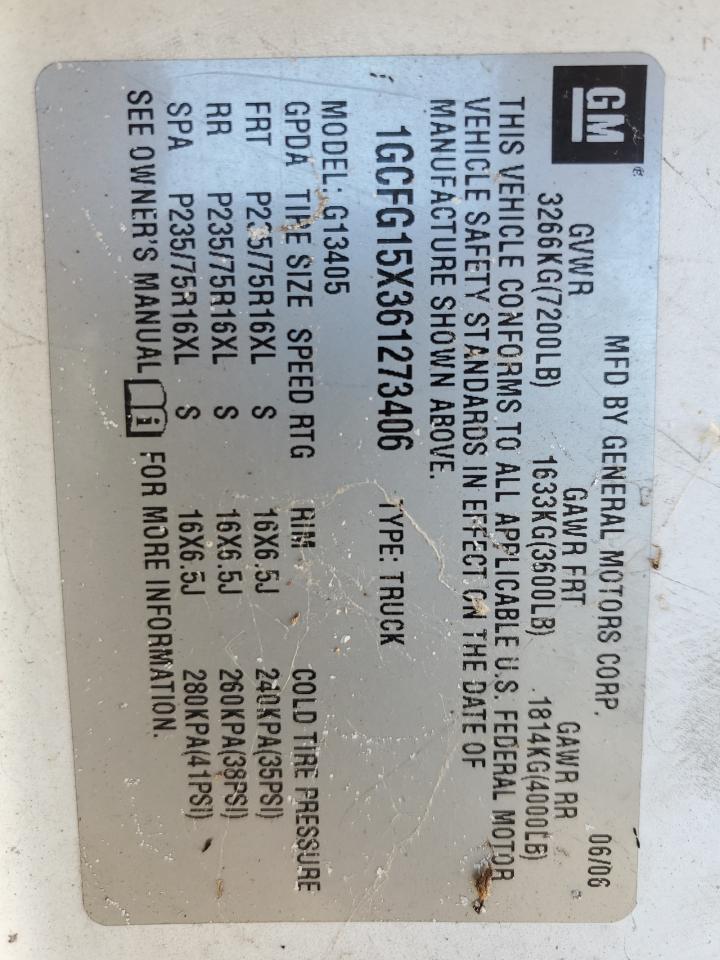 GM®
MFD BY GENERAL MOTORS CORP. 06/06
GVWR GAWR FRT GAWR RR
3266KG(7200LB) 1633KG(3600LB) 1814KG(4000LB)
THIS VEHICLE CONFORMS TO ALL APPLICABLE U.S. FEDERAL MOTOR
VEHICLE SAFETY STANDARDS IN EFFECT ON THE DATE OF
MANUFACTURE SHOWN ABOVE.
1GCFG15X361273406 TYPE: TRUCK
MODEL: G13405
GPDA TIRE SIZE SPEED RTG RIM COLD TIRE PRESSURE
FRT P235/75R16XL S 16X6.5J 240KPA(35PSI)
RR P235/75R16XL S 16X6.5J 260KPA(38PSI)
SPA P235/75R16XL S 16X6.5J 280KPA(41PSI)
SEE OWNER'S MANUAL i FOR MORE INFORMATION.